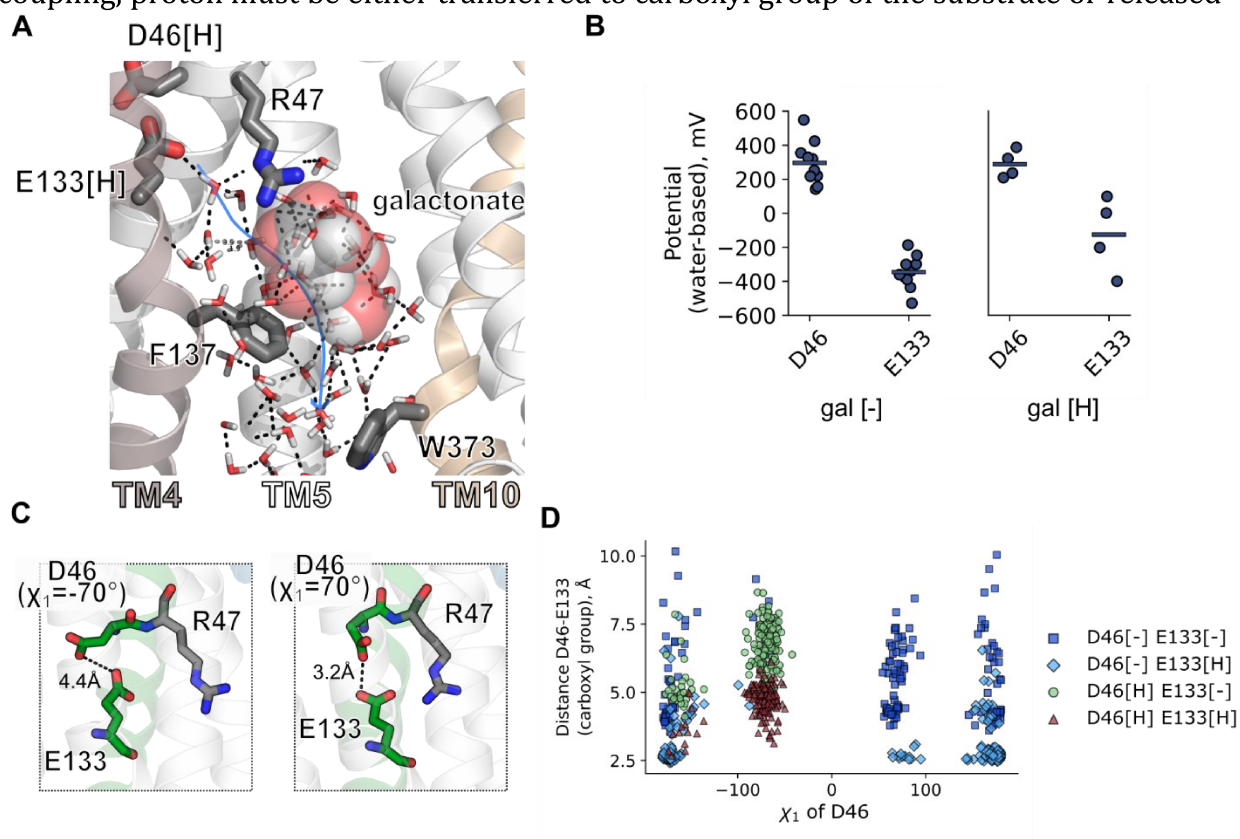 coupling, proton must be either transferred to carboxyl group of the substrate or released
A
D46[H]
R47
E133[H]
galactonate
F137
W373
TM4 TM5 TM10
B
Potential
(water-based), mV
600
400
200
0
−200
−400
−600
D46
E133
D46
E133
gal [-]
gal [H]
C
D46
(χ1=-70°)
R47
4.4Å
E133
D46
(χ1=70°)
R47
3.2Å
E133
D
Distance D46-E133
(carboxyl group), Å
10.0
7.5
5.0
2.5
−100 0 100
χ1 of D46
D46[-] E133[-]
D46[-] E133[H]
D46[H] E133[-]
D46[H] E133[H]